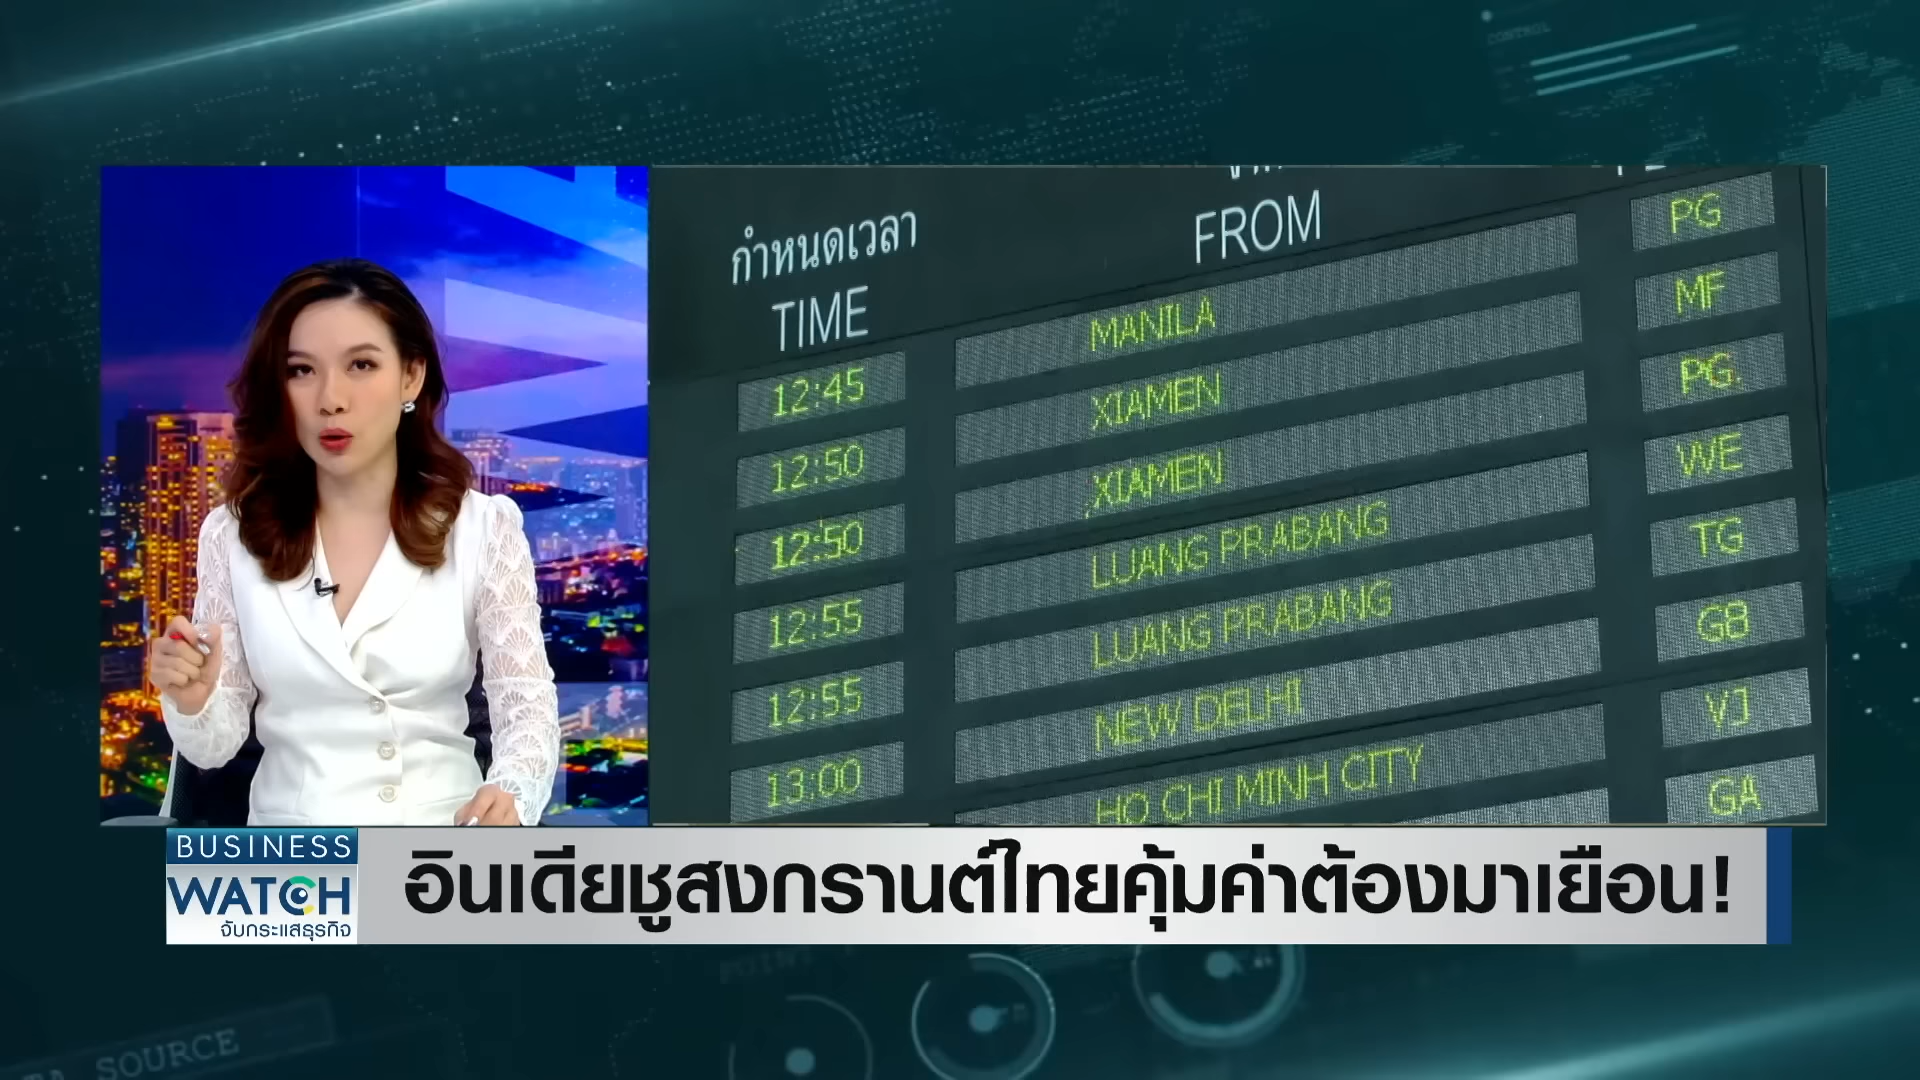 CONTROL
กำหนดเวลา
TIME
FROM
12:45
MANILA
PG
12:50
XIAMEN
MF
12:50
XIAMEN
PG
12:55
LUANG PRABANG
WE
12:55
LUANG PRABANG
TG
13:00
NEW DELHI
G8
HO CHI MINH CITY
VJ
GA
BUSINESS
WATCH
จับกระแสธุรกิจ
อินเดียชูสงกรานต์ไทยคุ้มค่าต้องมาเยือน!
SOURCE